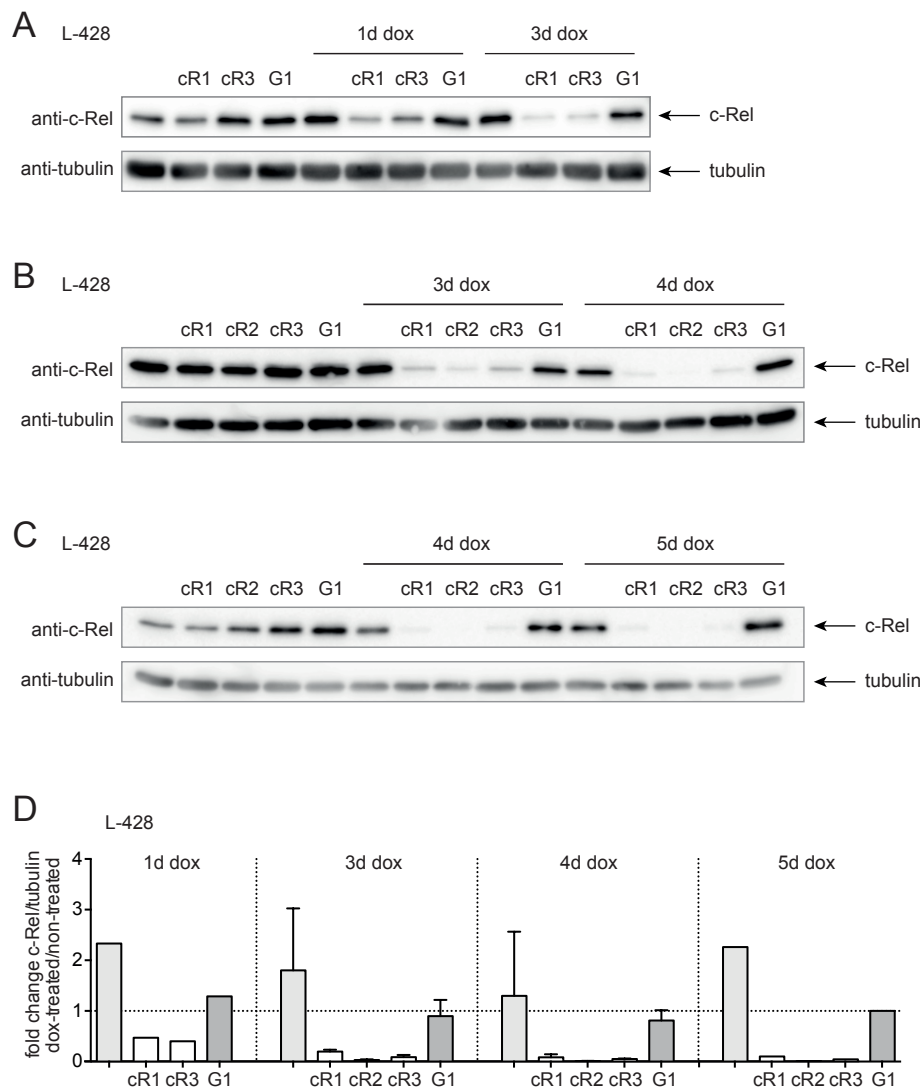 A
L-428
1d dox 3d dox
cR1 cR3 G1 cR1 cR3 G1 cR1 cR3 G1
anti-c-Rel c-Rel
anti-tubulin tubulin
B
L-428
3d dox 4d dox
cR1 cR2 cR3 G1 cR1 cR2 cR3 G1 cR1 cR2 cR3 G1
anti-c-Rel c-Rel
anti-tubulin tubulin
C
L-428
4d dox 5d dox
cR1 cR2 cR3 G1 cR1 cR2 cR3 G1 cR1 cR2 cR3 G1
anti-c-Rel c-Rel
anti-tubulin tubulin
D
L-428
fold change c-Rel/tubulin
dox-treated/non-treated
4
3
2
1
0
1d dox 3d dox 4d dox 5d dox
cR1 cR3 G1 cR1 cR2 cR3 G1 cR1 cR2 cR3 G1 cR1 cR2 cR3 G1